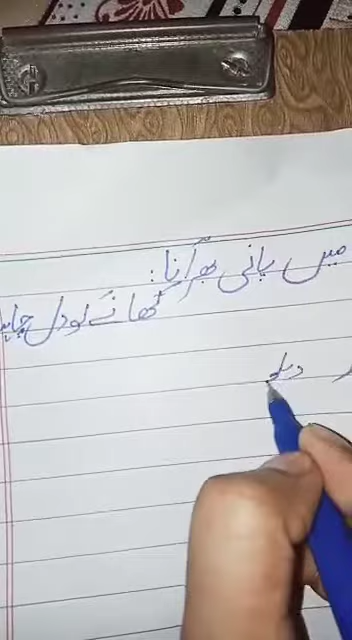 میں پانی بھر آنا:
کھانے کو دل چاہ